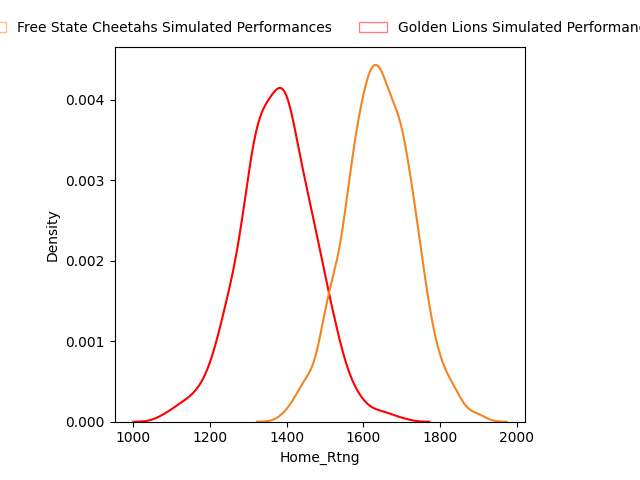 Free State Cheetahs Simulated Performances
Golden Lions Simulated
0.004
0.003
0.002
0.001
0.000
Density
1000 1200 1400 1600 1800 2000
Home_Rtng